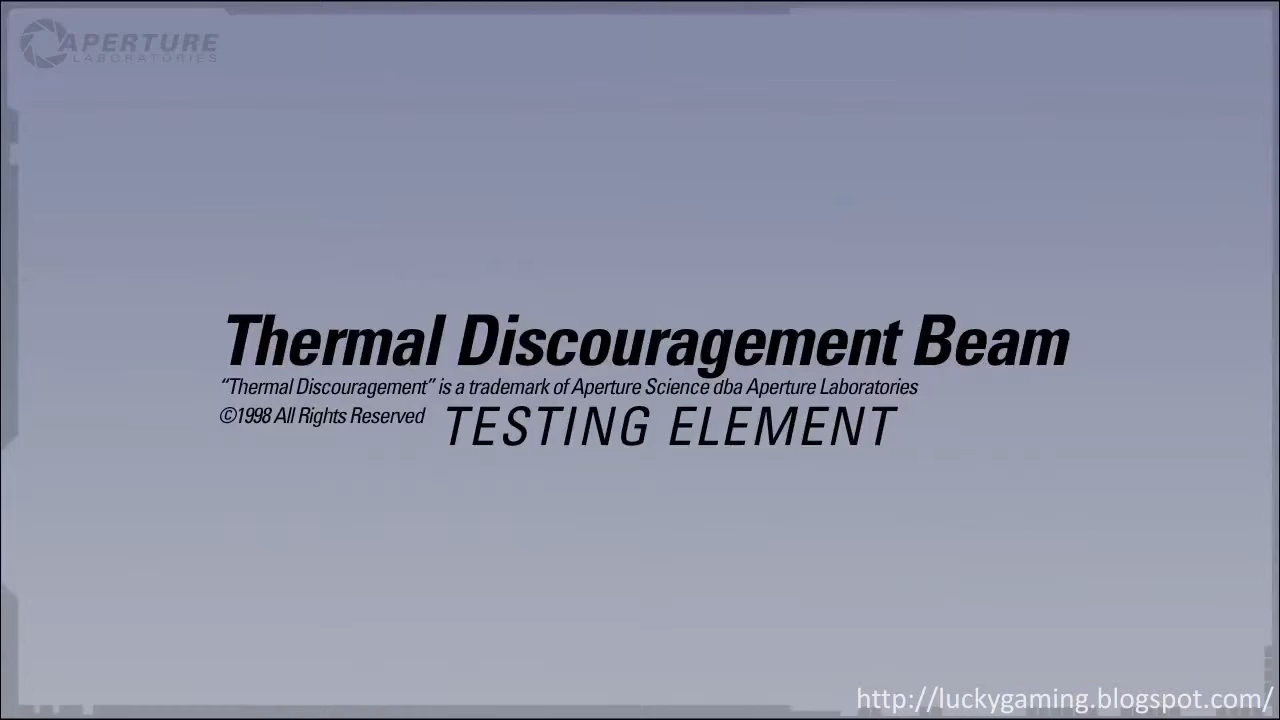 APERTURE
LABORATORIES
Thermal Discouragement Beam
“Thermal Discouragement” is a trademark of Aperture Science dba Aperture Laboratories
©1998 All Rights Reserved TESTING ELEMENT
http://luckygaming.blogspot.com/